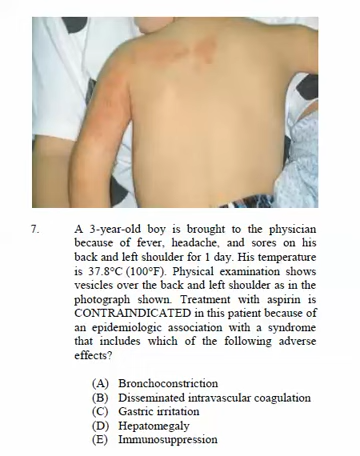 7. A 3-year-old boy is brought to the physician
because of fever, headache, and sores on his
back and left shoulder for 1 day. His temperature
is 37.8°C (100°F). Physical examination shows
vesicles over the back and left shoulder as in the
photograph shown. Treatment with aspirin is
CONTRAINDICATED in this patient because of
an epidemiologic association with a syndrome
that includes which of the following adverse
effects?
(A) Bronchoconstriction
(B) Disseminated intravascular coagulation
(C) Gastric irritation
(D) Hepatomegaly
(E) Immunosuppression